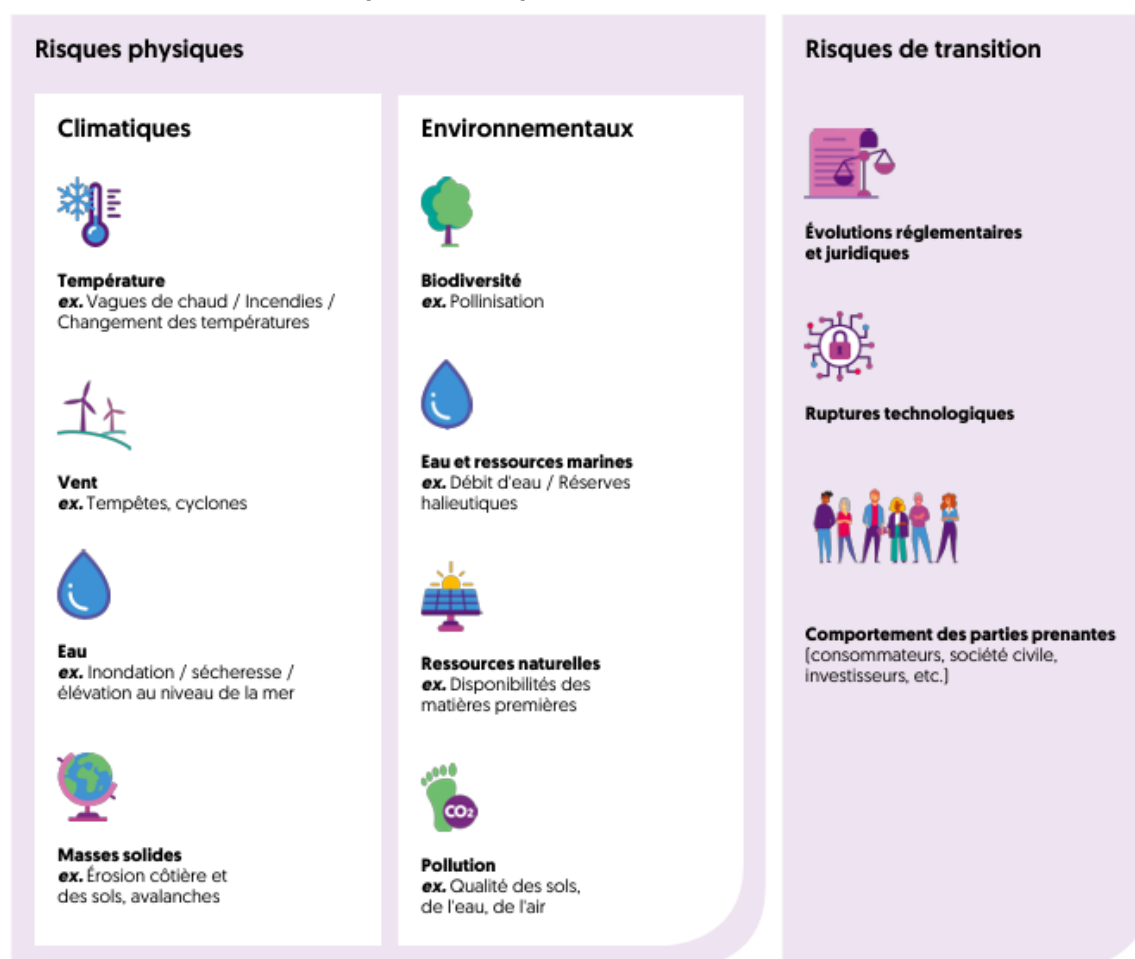 Risques physiques
Climatiques
Température
ex. Vagues de chaud / Incendies /
Changement des températures
Vent
ex. Tempêtes, cyclones
Eau
ex. Inondation / sécheresse /
élévation au niveau de la mer
Masses solides
ex. Érosion côtière et
des sols, avalanches
Environnementaux
Biodiversité
ex. Pollinisation
Eau et ressources marines
ex. Débit d'eau / Réserves
halieutiques
Ressources naturelles
ex. Disponibilités des
matières premières
CO2
Pollution
ex. Qualité des sols,
de l'eau, de l'air
Risques de transition
Évolutions réglementaires
et juridiques
Ruptures technologiques
Comportement des parties prenantes
(consommateurs, société civile,
investisseurs, etc.)